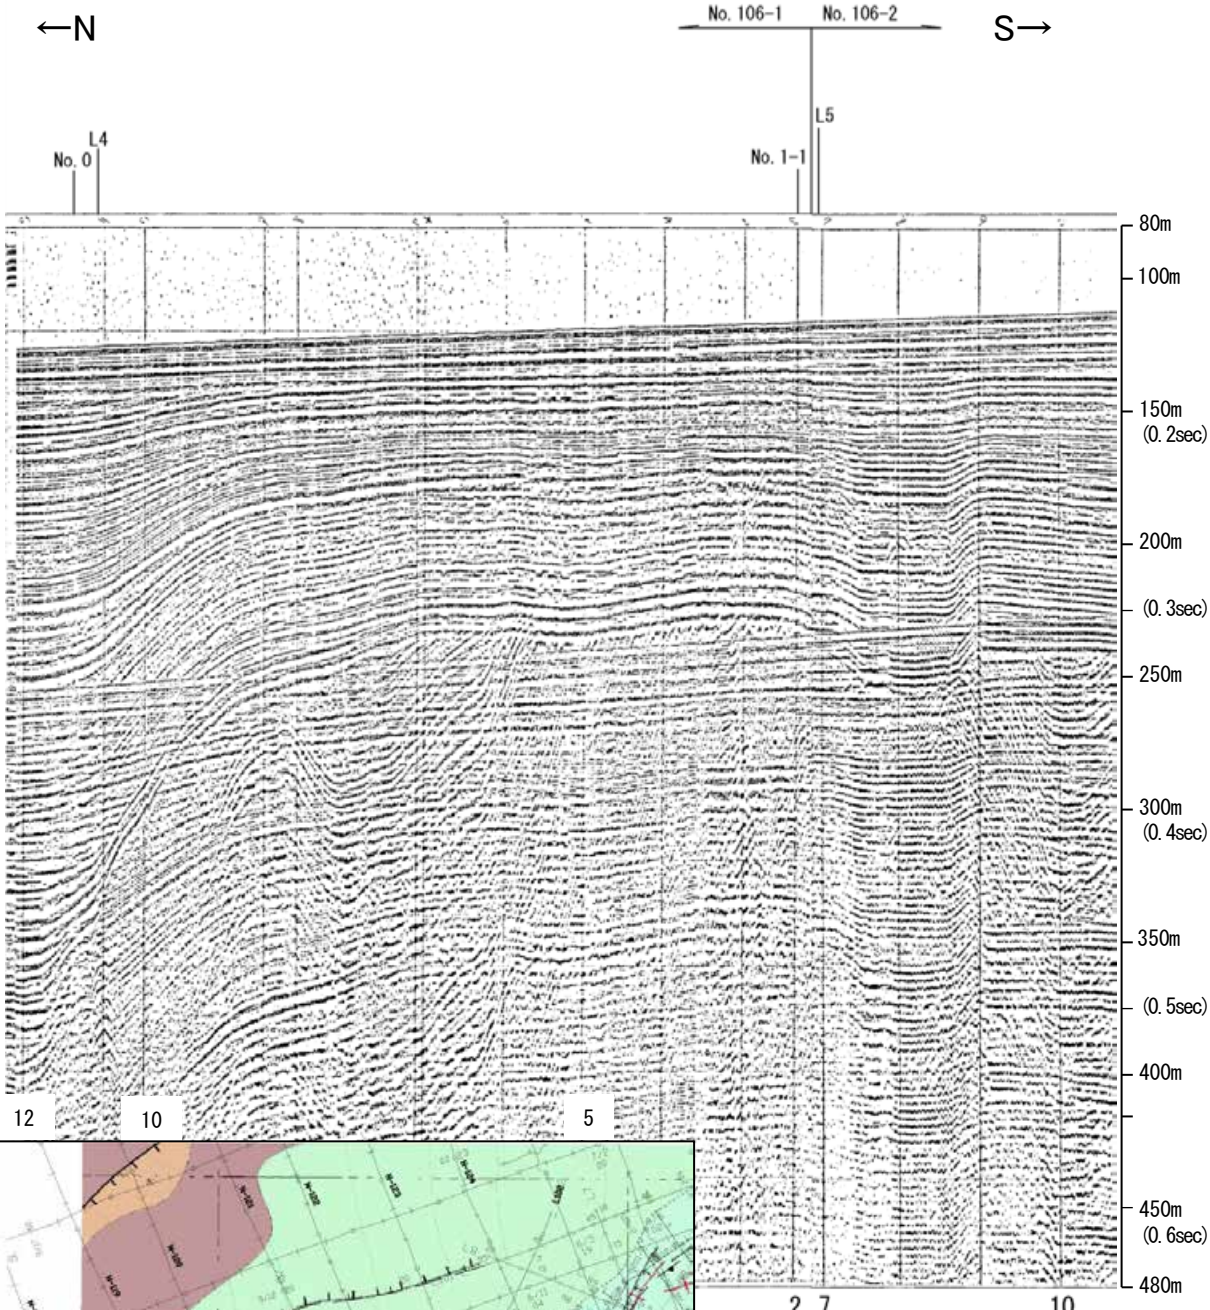 ←N
No. 106-1 No. 106-2
S→
L5
L4
No. 0
No. 1-1
80m
100m
150m
(0.2sec)
200m
(0.3sec)
250m
300m
(0.4sec)
350m
(0.5sec)
400m
12 10 5
450m
(0.6sec)
480m
2 7 10